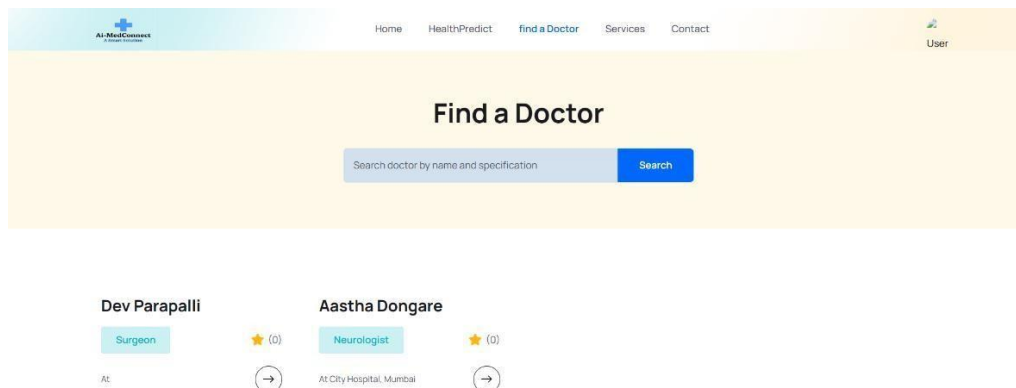 Ai-MedConnect
Home HealthPredict find a Doctor Services Contact
User
Find a Doctor
Search doctor by name and specification Search
Dev Parapalli Aastha Dongare
Surgeon (0) Neurologist (0)
At At City Hospital, Mumbai